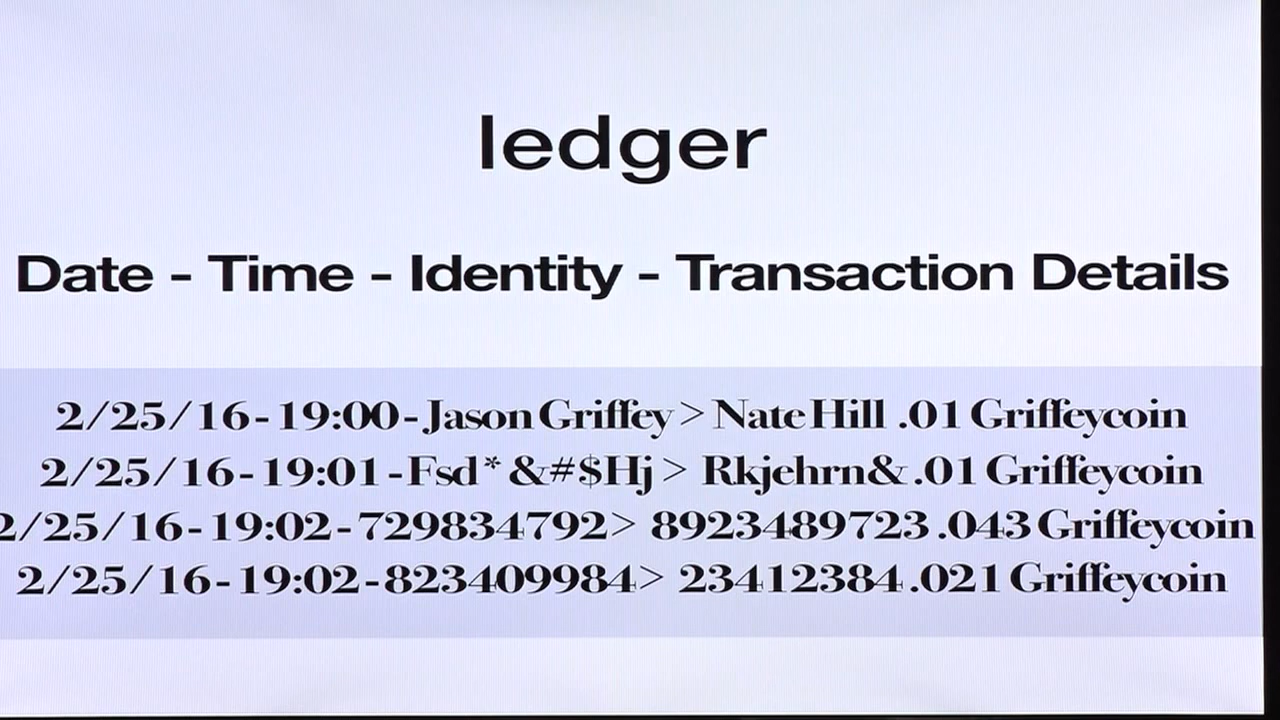 ledger
Date - Time - Identity - Transaction Details
2/25/16 - 19:00 - Jason Griffey > Nate Hill .01 Griffeycoin
2/25/16 - 19:01 - Fsd*&#$Hj > Rkjehrn& .01 Griffeycoin
2/25/16 - 19:02 - 729834792> 8923489723 .043 Griffeycoin
2/25/16 - 19:02 - 823409984> 23412384 .021 Griffeycoin